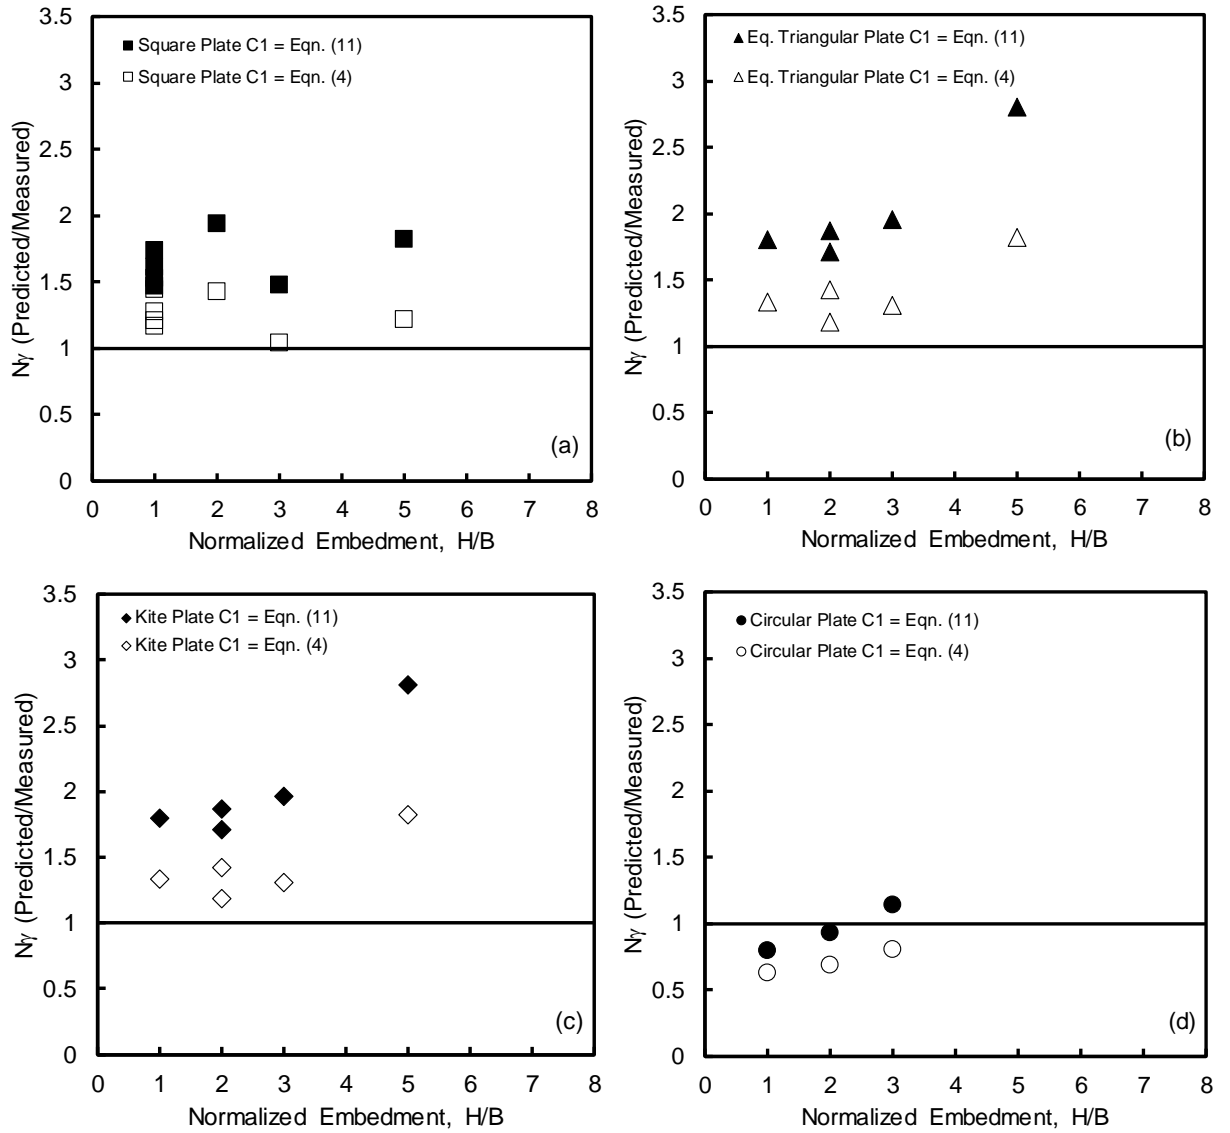 3.5
3
2.5
2
1.5
1
0.5
0
Nγ (Predicted/Measured)
Square Plate C1 = Eqn. (11)
Square Plate C1 = Eqn. (4)
(a)
0 1 2 3 4 5 6 7 8
Normalized Embedment, H/B
3.5
3
2.5
2
1.5
1
0.5
0
Nγ (Predicted/Measured)
Eq. Triangular Plate C1 = Eqn. (11)
Eq. Triangular Plate C1 = Eqn. (4)
(b)
0 1 2 3 4 5 6 7 8
Normalized Embedment, H/B
3.5
3
2.5
2
1.5
1
0.5
0
Nγ (Predicted/Measured)
Kite Plate C1 = Eqn. (11)
Kite Plate C1 = Eqn. (4)
(c)
0 1 2 3 4 5 6 7 8
Normalized Embedment, H/B
3.5
3
2.5
2
1.5
1
0.5
0
Nγ (Predicted/Measured)
Circular Plate C1 = Eqn. (11)
Circular Plate C1 = Eqn. (4)
(d)
0 1 2 3 4 5 6 7 8
Normalized Embedment, H/B